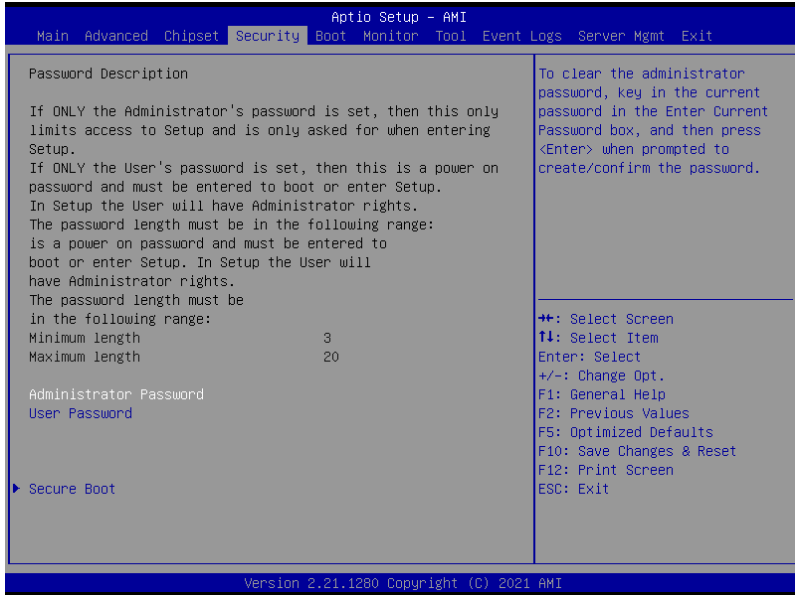 Aptio Setup - AMI
Main Advanced Chipset Security Boot Monitor Tool Event Logs Server Mgmt Exit
Password Description
If ONLY the Administrator's password is set, then this only
limits access to Setup and is only asked for when entering
Setup.
If ONLY the User's password is set, then this is a power on
password and must be entered to boot or enter Setup.
In Setup the User will have Administrator rights.
The password length must be in the following range:
is a power on password and must be entered to
boot or enter Setup. In Setup the User will
have Administrator rights.
The password length must be
in the following range:
Minimum length 3
Maximum length 20
Administrator Password
User Password
Secure Boot
To clear the administrator
password, key in the current
password in the Enter Current
Password box, and then press
<Enter> when prompted to
create/confirm the password.
→←: Select Screen
↑↓: Select Item
Enter: Select
+/-: Change Opt.
F1: General Help
F2: Previous Values
F5: Optimized Defaults
F10: Save Changes & Reset
F12: Print Screen
ESC: Exit
Version 2.21.1280 Copyright (C) 2021 AMI